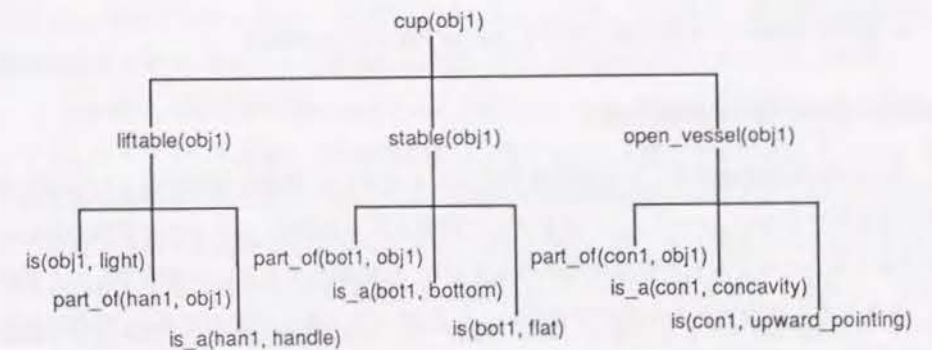 cup(obj1)
liftable(obj1) stable(obj1) open_vessel(obj1)
is(obj1, light) part_of(bot1, obj1) part_of(con1, obj1)
part_of(han1, obj1) is_a(bot1, bottom) is_a(con1, concavity)
is_a(han1, handle) is(bot1, flat) is(con1, upward_pointing)